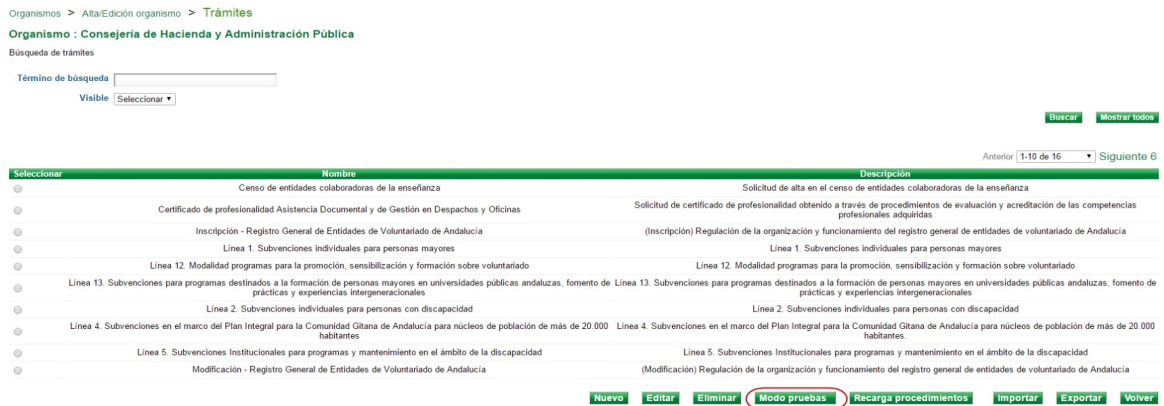 Organismos > Alta/Edición organismo > Trámites
Organismo : Consejería de Hacienda y Administración Pública
Búsqueda de trámites
Término de búsqueda
Visible Seleccionar
Buscar Mostrar todos
Anterior 1-10 de 16 Siguiente 6
Seleccionar Nombre Descripción
Censo de entidades colaboradoras de la enseñanza Solicitud de alta en el censo de entidades colaboradoras de la enseñanza
Certificado de profesionalidad Asistencia Documental y de Gestión en Despachos y Oficinas Solicitud de certificado de profesionalidad obtenido a través de procedimientos de evaluación y acreditación de las competencias
profesionales adquiridas
Inscripción - Registro General de Entidades de Voluntariado de Andalucía (Inscripción) Regulación de la organización y funcionamiento del registro general de entidades de voluntariado de Andalucía
Línea 1. Subvenciones individuales para personas mayores Línea 1. Subvenciones individuales para personas mayores
Línea 12. Modalidad programas para la promoción, sensibilización y formación sobre voluntariado Línea 12. Modalidad programas para la promoción, sensibilización y formación sobre voluntariado
Línea 13. Subvenciones para programas destinados a la formación de personas mayores en universidades públicas andaluzas, fomento de Línea 13. Subvenciones para programas destinados a la formación de personas mayores en universidades públicas andaluzas, fomento de
prácticas y experiencias intergeneracionales prácticas y experiencias intergeneracionales
Línea 2. Subvenciones individuales para personas con discapacidad Línea 2. Subvenciones individuales para personas con discapacidad
Línea 4. Subvenciones en el marco del Plan Integral para la Comunidad Gitana de Andalucía para núcleos de población de más de 20.000 Línea 4. Subvenciones en el marco del Plan Integral para la Comunidad Gitana de Andalucía para núcleos de población de más de 20.000
habitantes habitantes.
Línea 5. Subvenciones Institucionales para programas y mantenimiento en el ámbito de la discapacidad Línea 5. Subvenciones Institucionales para programas y mantenimiento en el ámbito de la discapacidad
Modificación - Registro General de Entidades de Voluntariado de Andalucía (Modificación) Regulación de la organización y funcionamiento del registro general de entidades de voluntariado de Andalucía
Nuevo Editar Eliminar Modo pruebas Recarga procedimientos Importar Exportar Volver